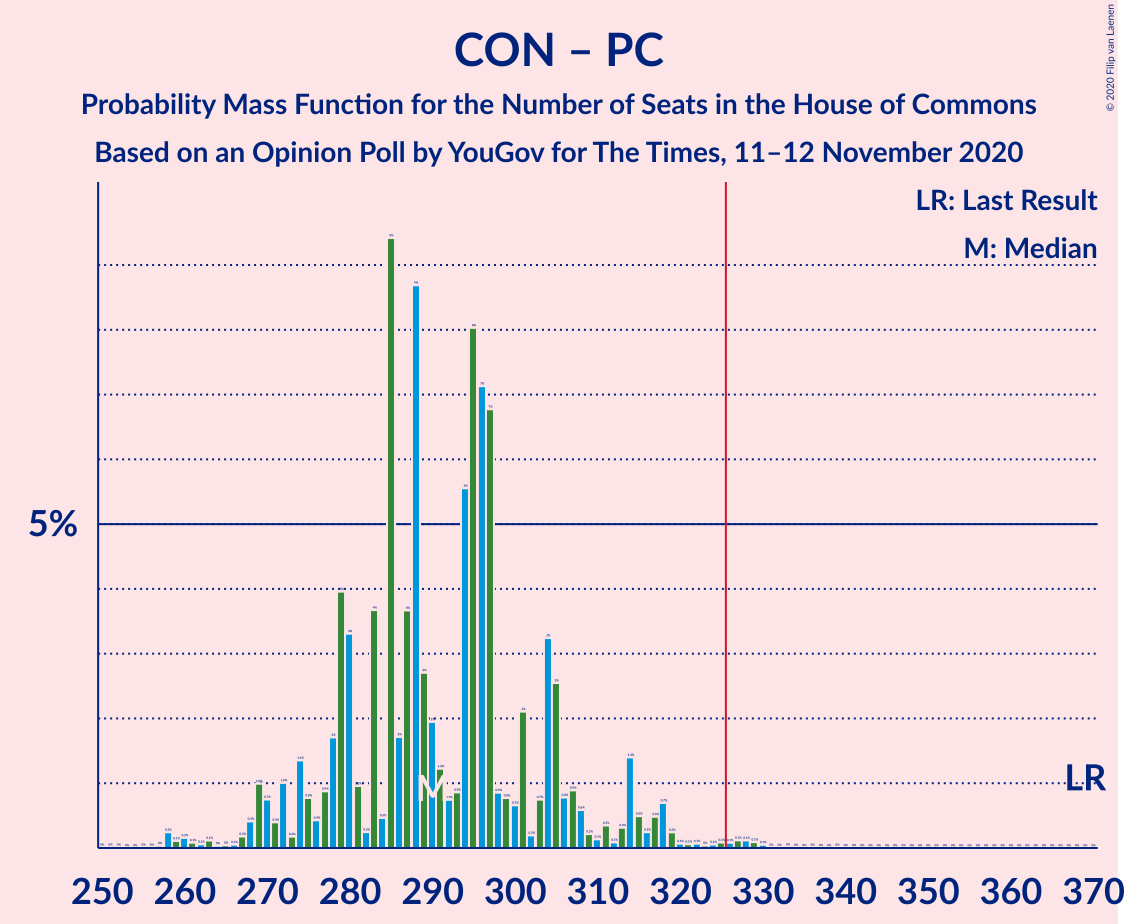 CON – PC
Probability Mass Function for the Number of Seats in the House of Commons
Based on an Opinion Poll by YouGov for The Times, 11–12 November 2020
© 2020 Filip van Laenen
LR: Last Result
M: Median
5%
M
LR
250 260 270 280 290 300 310 320 330 340 350 360 370